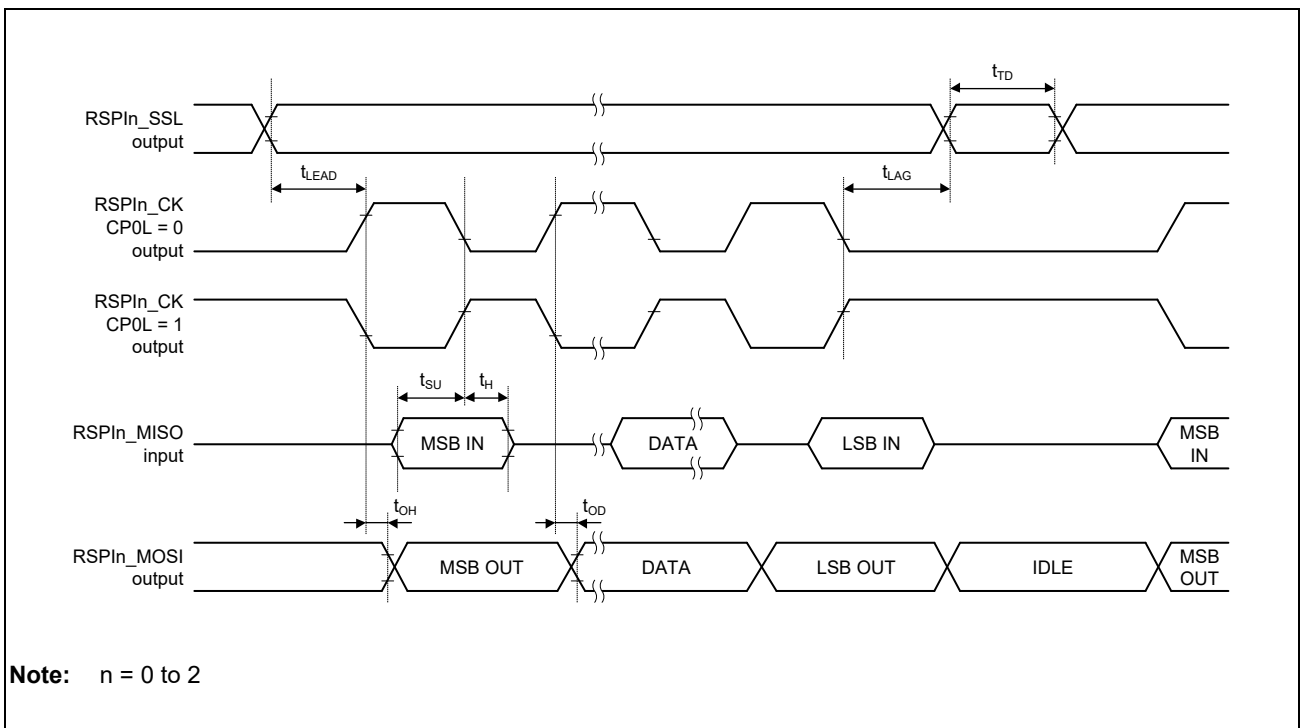 tTD
RSPIn_SSL
output
tLEAD
tLAG
RSPIn_CK
CP0L = 0
output
RSPIn_CK
CP0L = 1
output
tSU
tH
RSPIn_MISO
input
MSB IN
DATA
LSB IN
MSB
IN
tOH
tOD
RSPIn_MOSI
output
MSB OUT
DATA
LSB OUT
IDLE
MSB
OUT
Note: n = 0 to 2